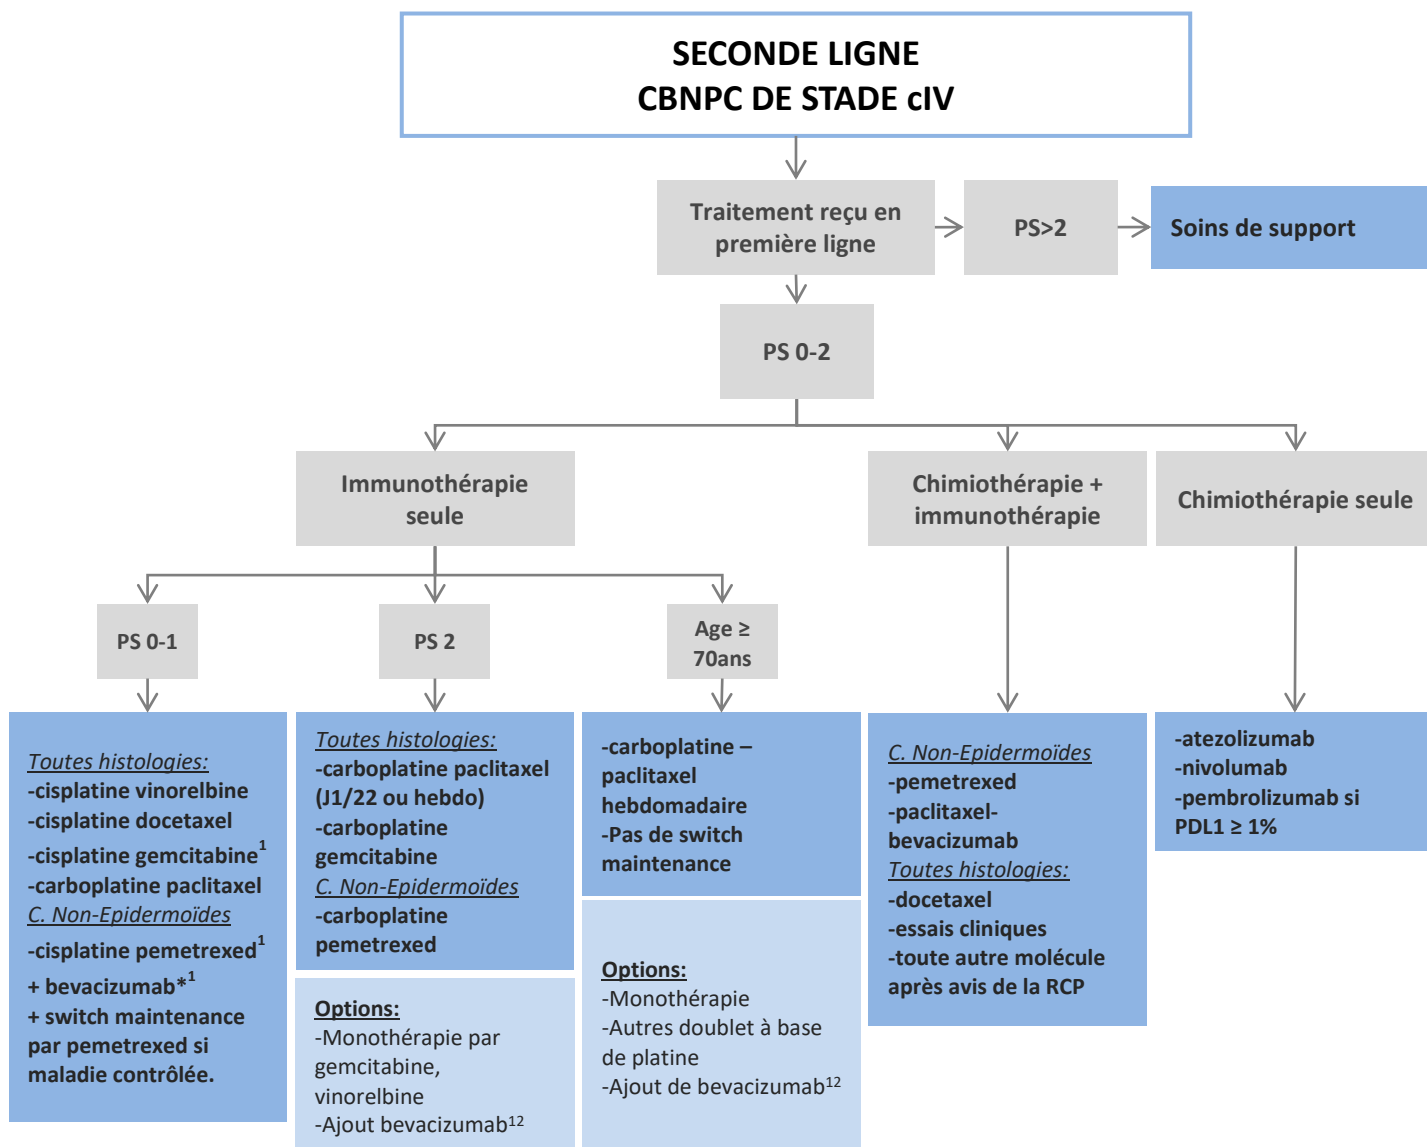 SECONDE LIGNE
CBNPC DE STADE cIV
Traitement reçu en
première ligne
PS>2
Soins de support
PS 0-2
Immunothérapie
seule
Chimiothérapie +
immunothérapie
Chimiothérapie seule
PS 0-1
PS 2
Age ≥
70ans
Toutes histologies:
-cisplatine vinorelbine
-cisplatine docetaxel
-cisplatine gemcitabine¹
-carboplatine paclitaxel
C. Non-Epidermoïdes
-cisplatine pemetrexed¹
+ bevacizumab*¹
+ switch maintenance
par pemetrexed si
maladie contrôlée.
Toutes histologies:
-carboplatine paclitaxel
(J1/22 ou hebdo)
-carboplatine
gemcitabine
C. Non-Epidermoïdes
-carboplatine
pemetrexed
Options:
-Monothérapie par
gemcitabine,
vinorelbine
-Ajout bevacizumab¹²
-carboplatine –
paclitaxel
hebdomadaire
-Pas de switch
maintenance
Options:
-Monothérapie
-Autres doublet à base
de platine
-Ajout de bevacizumab¹²
C. Non-Epidermoïdes
-pemetrexed
-paclitaxel-
bevacizumab
Toutes histologies:
-docetaxel
-essais cliniques
-toute autre molécule
après avis de la RCP
-atezolizumab
-nivolumab
-pembrolizumab si
PDL1 ≥ 1%